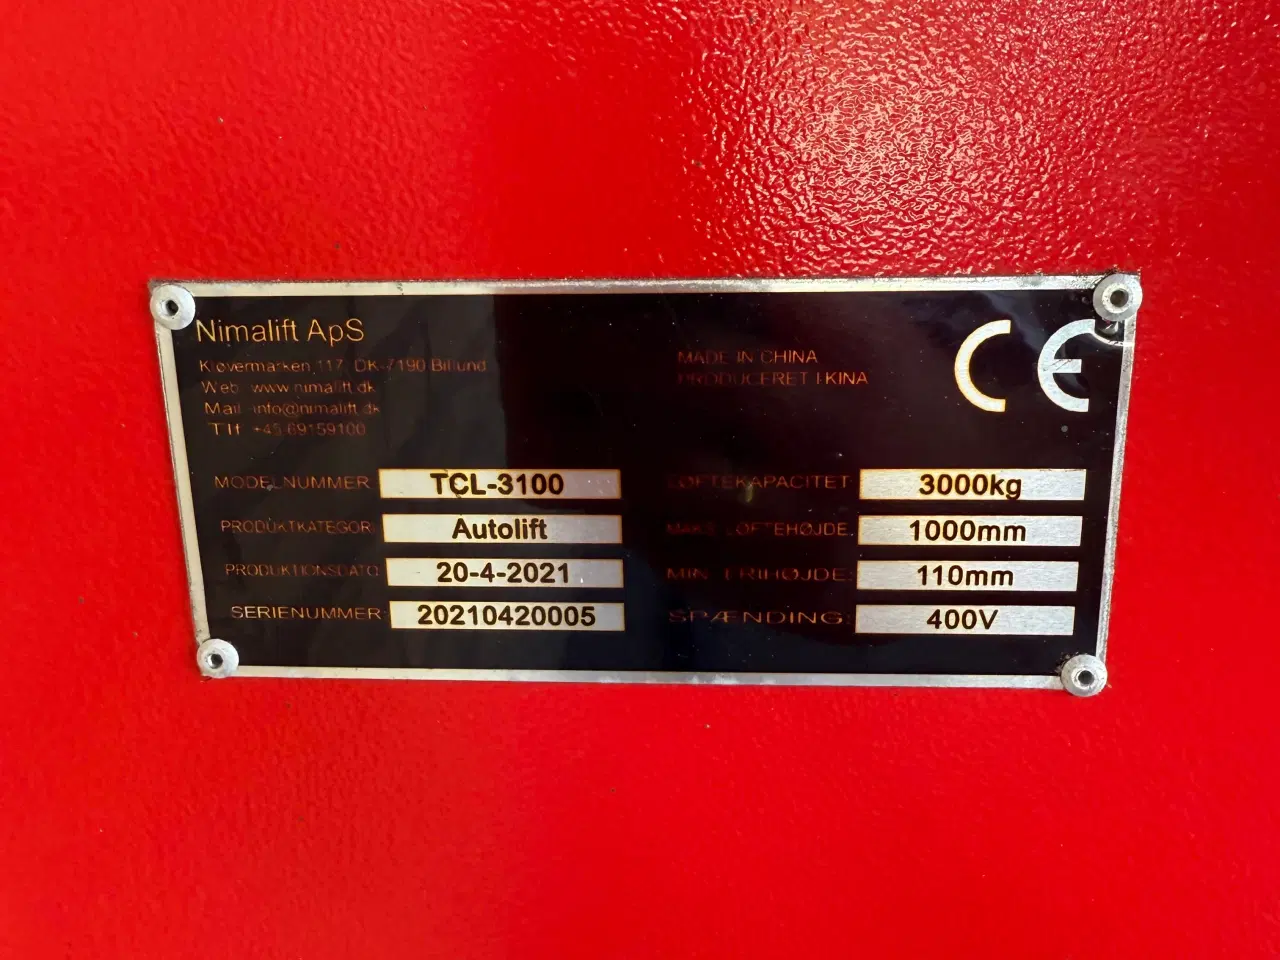 Nimalift ApS
Kløvermarken 117, DK-7190 Billund
Web: www.nimalift.dk
Mail: info@nimalift.dk
Tlf: +45 69159100
MADE IN CHINA
PRODUCERET I KINA
CE
MODELNUMMER: TCL-3100
PRODUKTKATEGORI: Autolift
PRODUKTIONSDATO: 20-4-2021
SERIENUMMER: 20210420005
LØFTEKAPACITET: 3000kg
MAKS. LØFTEHØJDE: 1000mm
MIN. FRIHØJDE: 110mm
SPÆNDING: 400V